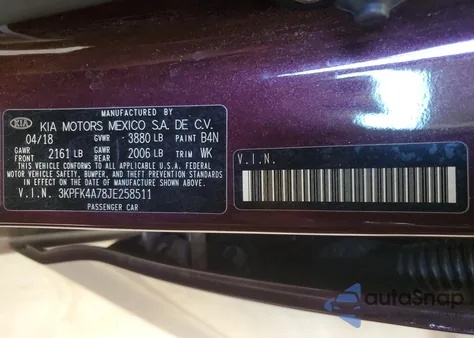 KIA
KIA MOTORS MEXICO S.A. DE C.V.
04/18 GVWR 3880 LB PAINT B4N
GAWR FRONT 2161 LB GAWR REAR 2006 LB TRIM WK
THIS VEHICLE CONFORMS TO ALL APPLICABLE U.S.A. FEDERAL
MOTOR VEHICLE SAFETY, BUMPER, AND THEFT PREVENTION
STANDARDS IN EFFECT ON THE DATE OF MANUFACTURE SHOWN ABOVE.
V.I.N. 3KPFK4A78JE258511
PASSENGER CAR
V.I.N.
autoSnap